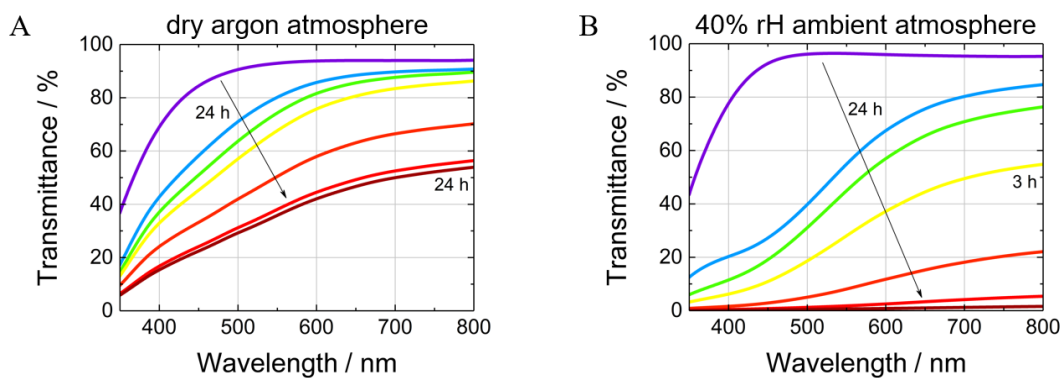 A
dry argon atmosphere
100
80
60
40
20
0
Transmittance / %
24 h
24 h
400
500
600
700
800
Wavelength / nm
B
40% rH ambient atmosphere
100
80
60
40
20
0
Transmittance / %
24 h
3 h
400
500
600
700
800
Wavelength / nm